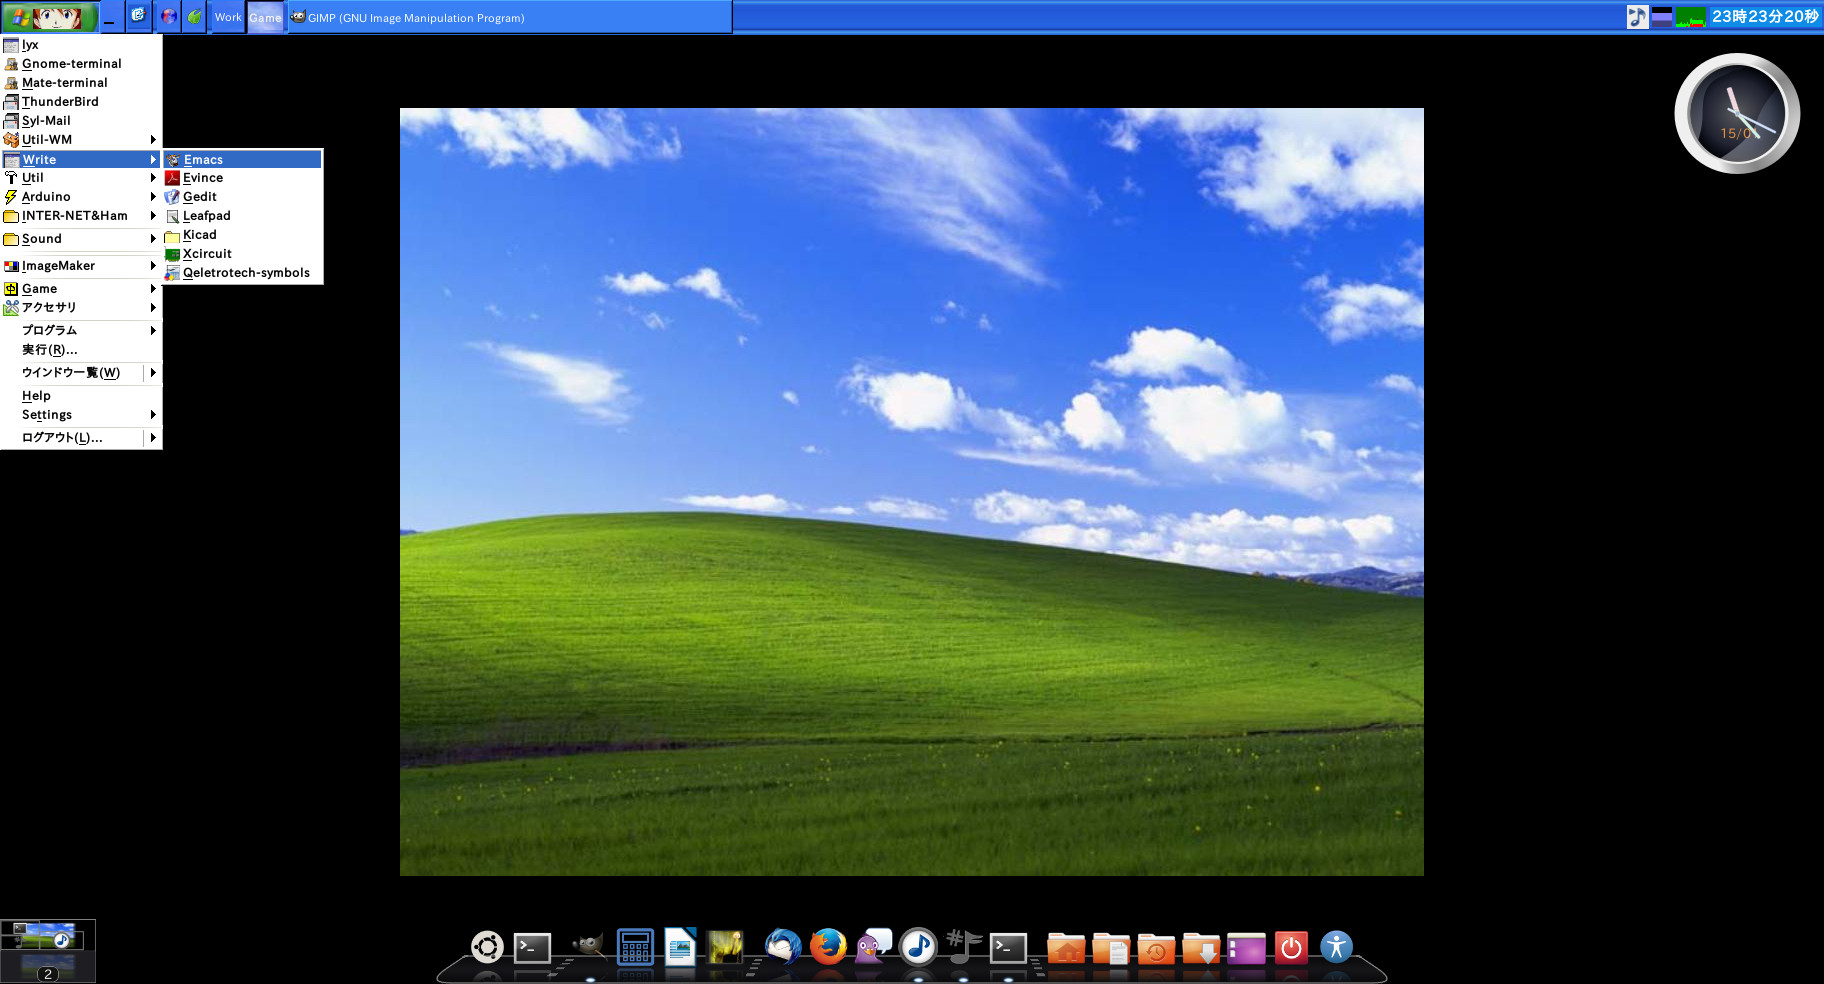 Work
Game
GIMP (GNU Image Manipulation Program)
23時23分20秒
lyx
Gnome-terminal
Mate-terminal
ThunderBird
Syl-Mail
Util-WM
Write
Util
Arduino
INTER-NET&Ham
Sound
ImageMaker
Game
アクセサリ
プログラム
実行(R)...
ウインドウ一覧(W)
Help
Settings
ログアウト(L)...
Emacs
Evince
Gedit
Leafpad
Kicad
Xcircuit
Qeletrotech-symbols
15/0
2